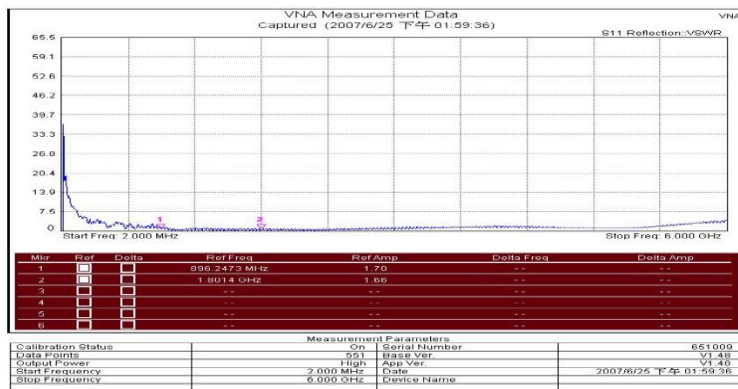 VNA Measurement Data
VNA
Captured (2007/6/25 下午 01:59:36)
S11 Reflection::VSWR
65.6
59.1
52.6
46.2
39.7
33.3
26.8
20.4
13.9
7.5
0
1
2
Start Freq: 2.000 MHz
Stop Freq: 6.000 GHz
Mkr Ref Delta Ref Freq Ref Amp Delta Freq Delta Amp
1 896.2473 MHz 1.70 -- --
2 1.8014 GHz 1.66 -- --
3 -- -- -- --
4 -- -- -- --
5 -- -- -- --
6 -- -- -- --
Measurement Parameters
Calibration Status On Serial Number 651009
Data Points 551 Base Ver. V1.48
Output Power High App Ver. V1.40
Start Frequency 2.000 MHz Date 2007/6/25 下午 01:59:36
Stop Frequency 6.000 GHz Device Name